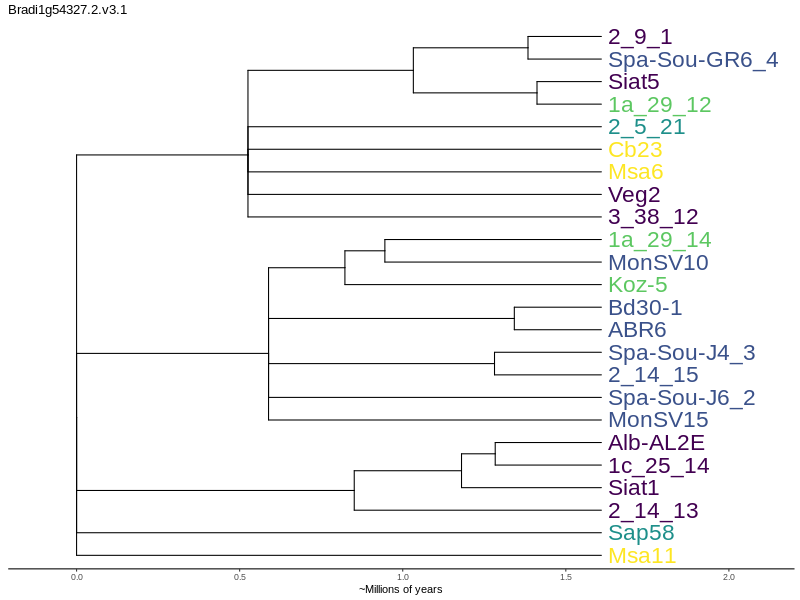 Bradi1g54327.2.v3.1
2_9_1
Spa-Sou-GR6_4
Siat5
1a_29_12
2_5_21
Cb23
Msa6
Veg2
3_38_12
1a_29_14
MonSV10
Koz-5
Bd30-1
ABR6
Spa-Sou-J4_3
2_14_15
Spa-Sou-J6_2
MonSV15
Alb-AL2E
1c_25_14
Siat1
2_14_13
Sap58
Msa11
0.0 0.5 1.0 1.5 2.0
~Millions of years